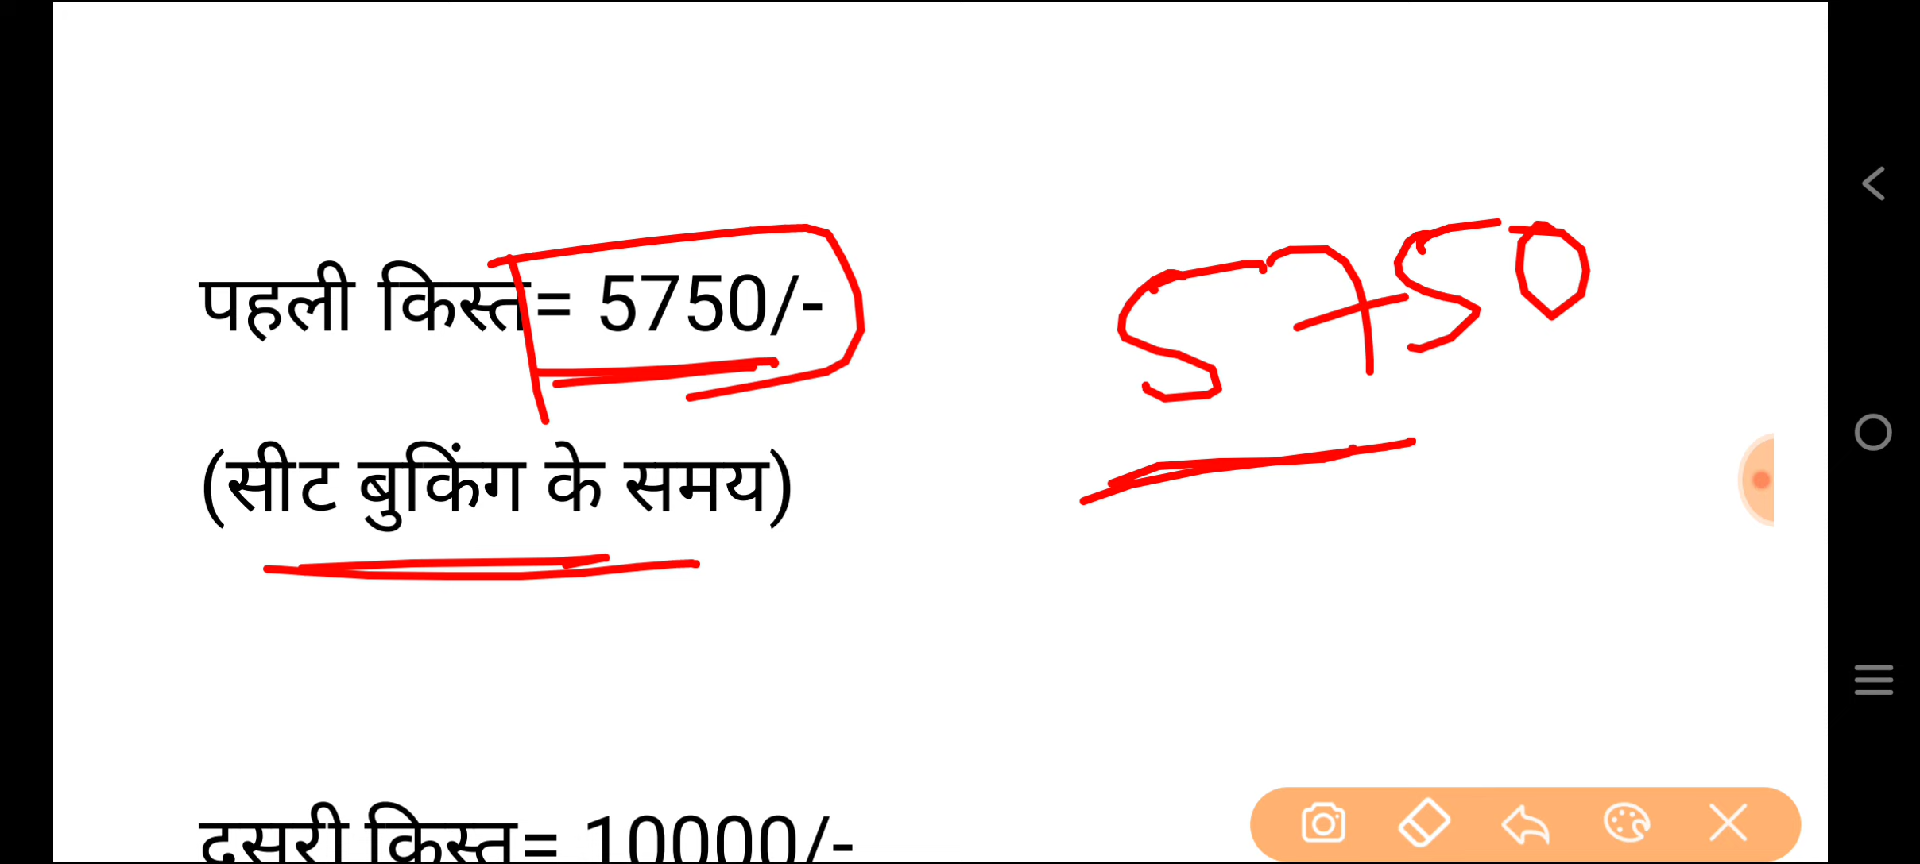 पहली किस्त= 5750/-
5750
(सीट बुकिंग के समय)
दूसरी किस्त= 10000/-